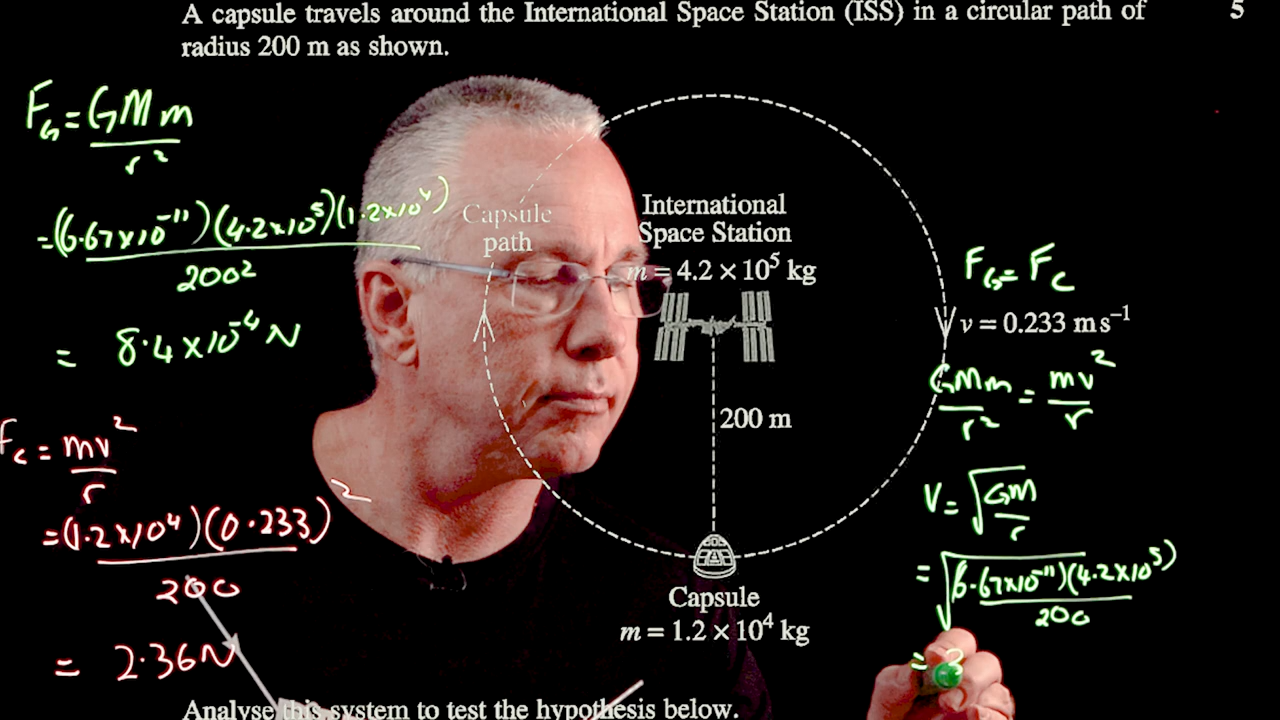 A capsule travels around the International Space Station (ISS) in a circular path of
5
radius 200 m as shown.
F_G = GMm / r²
= (6.67×10⁻¹¹)(4.2×10⁵)(1.2×10⁴) / 200²
= 8.4×10⁻⁴ N
F_c = mv² / r
= (1.2×10⁴)(0.233)² / 200
= 2.36N
Capsule
path
International
Space Station
m = 4.2 × 10⁵ kg
200 m
Capsule
m = 1.2 × 10⁴ kg
F_G = F_C
v = 0.233 m s⁻¹
GMm / r² = mv² / r
V = √(GM / r)
= √((6.67×10⁻¹¹)(4.2×10⁵) / 200)
=
Analyse this system to test the hypothesis below.